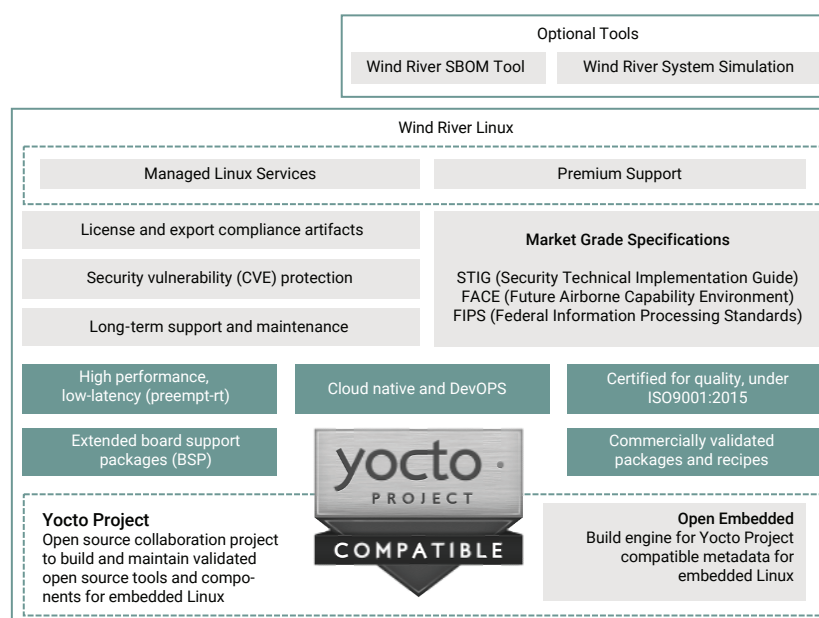 Optional Tools
Wind River SBOM Tool
Wind River System Simulation
Wind River Linux
Managed Linux Services
Premium Support
License and export compliance artifacts
Security vulnerability (CVE) protection
Long-term support and maintenance
Market Grade Specifications
STIG (Security Technical Implementation Guide)
FACE (Future Airborne Capability Environment)
FIPS (Federal Information Processing Standards)
High performance,
low-latency (preempt-rt)
Cloud native and DevOPS
Certified for quality, under
ISO9001:2015
Extended board support
packages (BSP)
yocto
PROJECT
COMPATIBLE
Commercially validated
packages and recipes
Yocto Project
Open source collaboration project
to build and maintain validated
open source tools and compo-
nents for embedded Linux
Open Embedded
Build engine for Yocto Project
compatible metadata for
embedded Linux